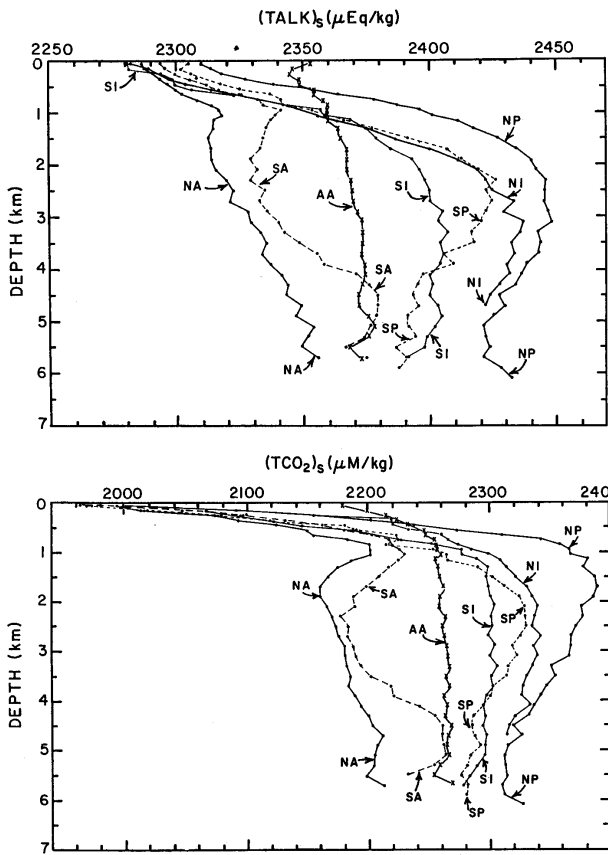 (TALK)S (μEq/kg)
2250 2300 2350 2400 2450
0
SI
1
NP
2
NA SA AA SI SP NI
3
DEPTH (km)
4
SA NI
5
SP SI
NA NP
6
7
(TCO2)S (μM/kg)
2000 2100 2200 2300 2400
0
NP
1
NA SA SI NI
2
SP
AA
3
DEPTH (km)
4
SP
5
NA SI
SA SP NP
6
7